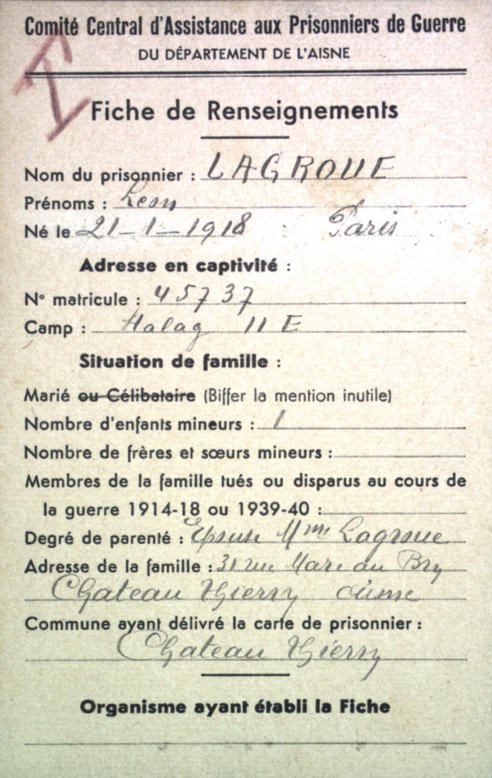 Comité Central d'Assistance aux Prisonniers de Guerre
DU DÉPARTEMENT DE L'AISNE
I
Fiche de Renseignements
Nom du prisonnier : LAGROUE
Prénoms : Léon
Né le 21-1-1918 Paris
Adresse en captivité :
N° matricule : 45737
Camp : Stalag II E
Situation de famille :
Marié ou Célibataire (Biffer la mention inutile)
Nombre d'enfants mineurs : 1
Nombre de frères et sœurs mineurs :
Membres de la famille tués ou disparus au cours de
la guerre 1914-18 ou 1939-40 :
Degré de parenté : Epouse Mme Lagroue
Adresse de la famille : 31 rue
Chateau Thierry Aisne
Commune ayant délivré la carte de prisonnier :
Chateau Thierry
Organisme ayant établi la Fiche